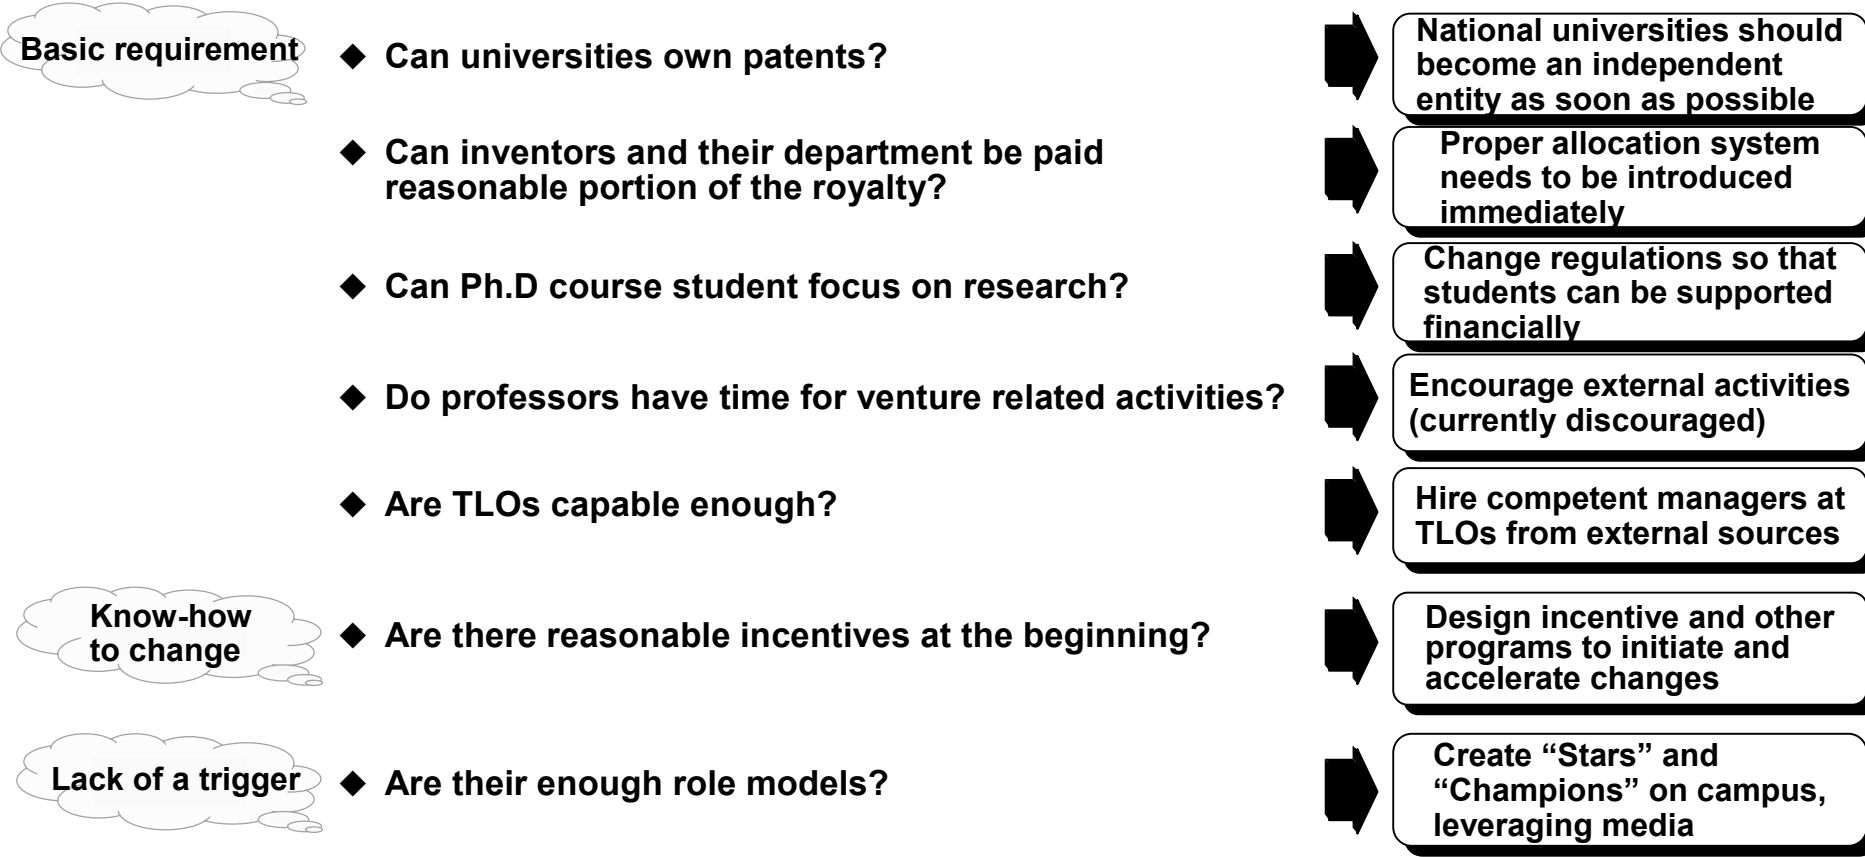 Basic requirement
◆ Can universities own patents?
National universities should
become an independent
entity as soon as possible
◆ Can inventors and their department be paid
reasonable portion of the royalty?
Proper allocation system
needs to be introduced
immediately
◆ Can Ph.D course student focus on research?
Change regulations so that
students can be supported
financially
◆ Do professors have time for venture related activities?
Encourage external activities
(currently discouraged)
◆ Are TLOs capable enough?
Hire competent managers at
TLOs from external sources
Know-how
to change
◆ Are there reasonable incentives at the beginning?
Design incentive and other
programs to initiate and
accelerate changes
Lack of a trigger
◆ Are their enough role models?
Create “Stars” and
“Champions” on campus,
leveraging media